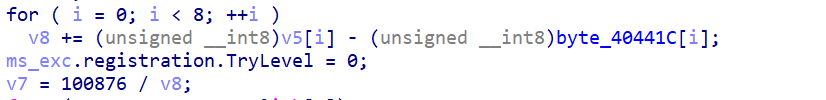 for ( i = 0; i < 8; ++i )
v8 += (unsigned __int8)v5[i] - (unsigned __int8)byte_40441C[i];
ms_exc.registration.TryLevel = 0;
v7 = 100876 / v8;